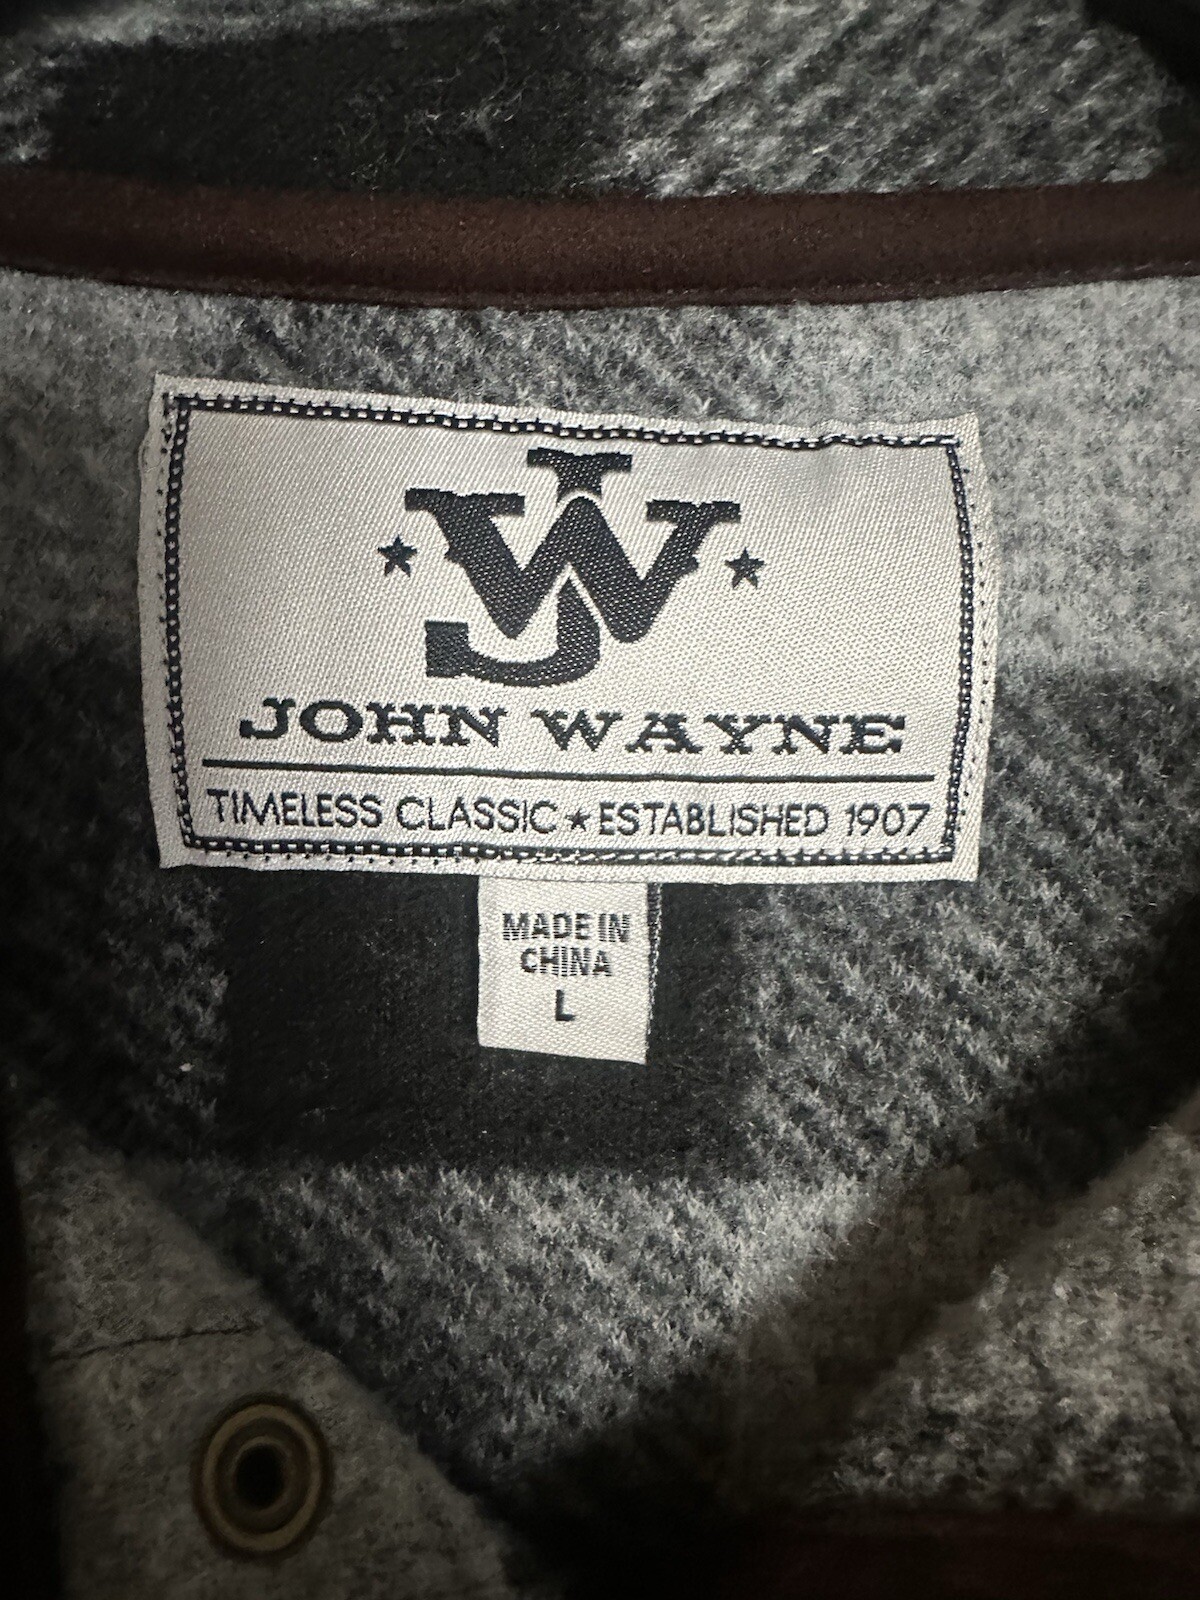 JW
JOHN WAYNE
TIMELESS CLASSIC ★ ESTABLISHED 1907
MADE IN
CHINA
L